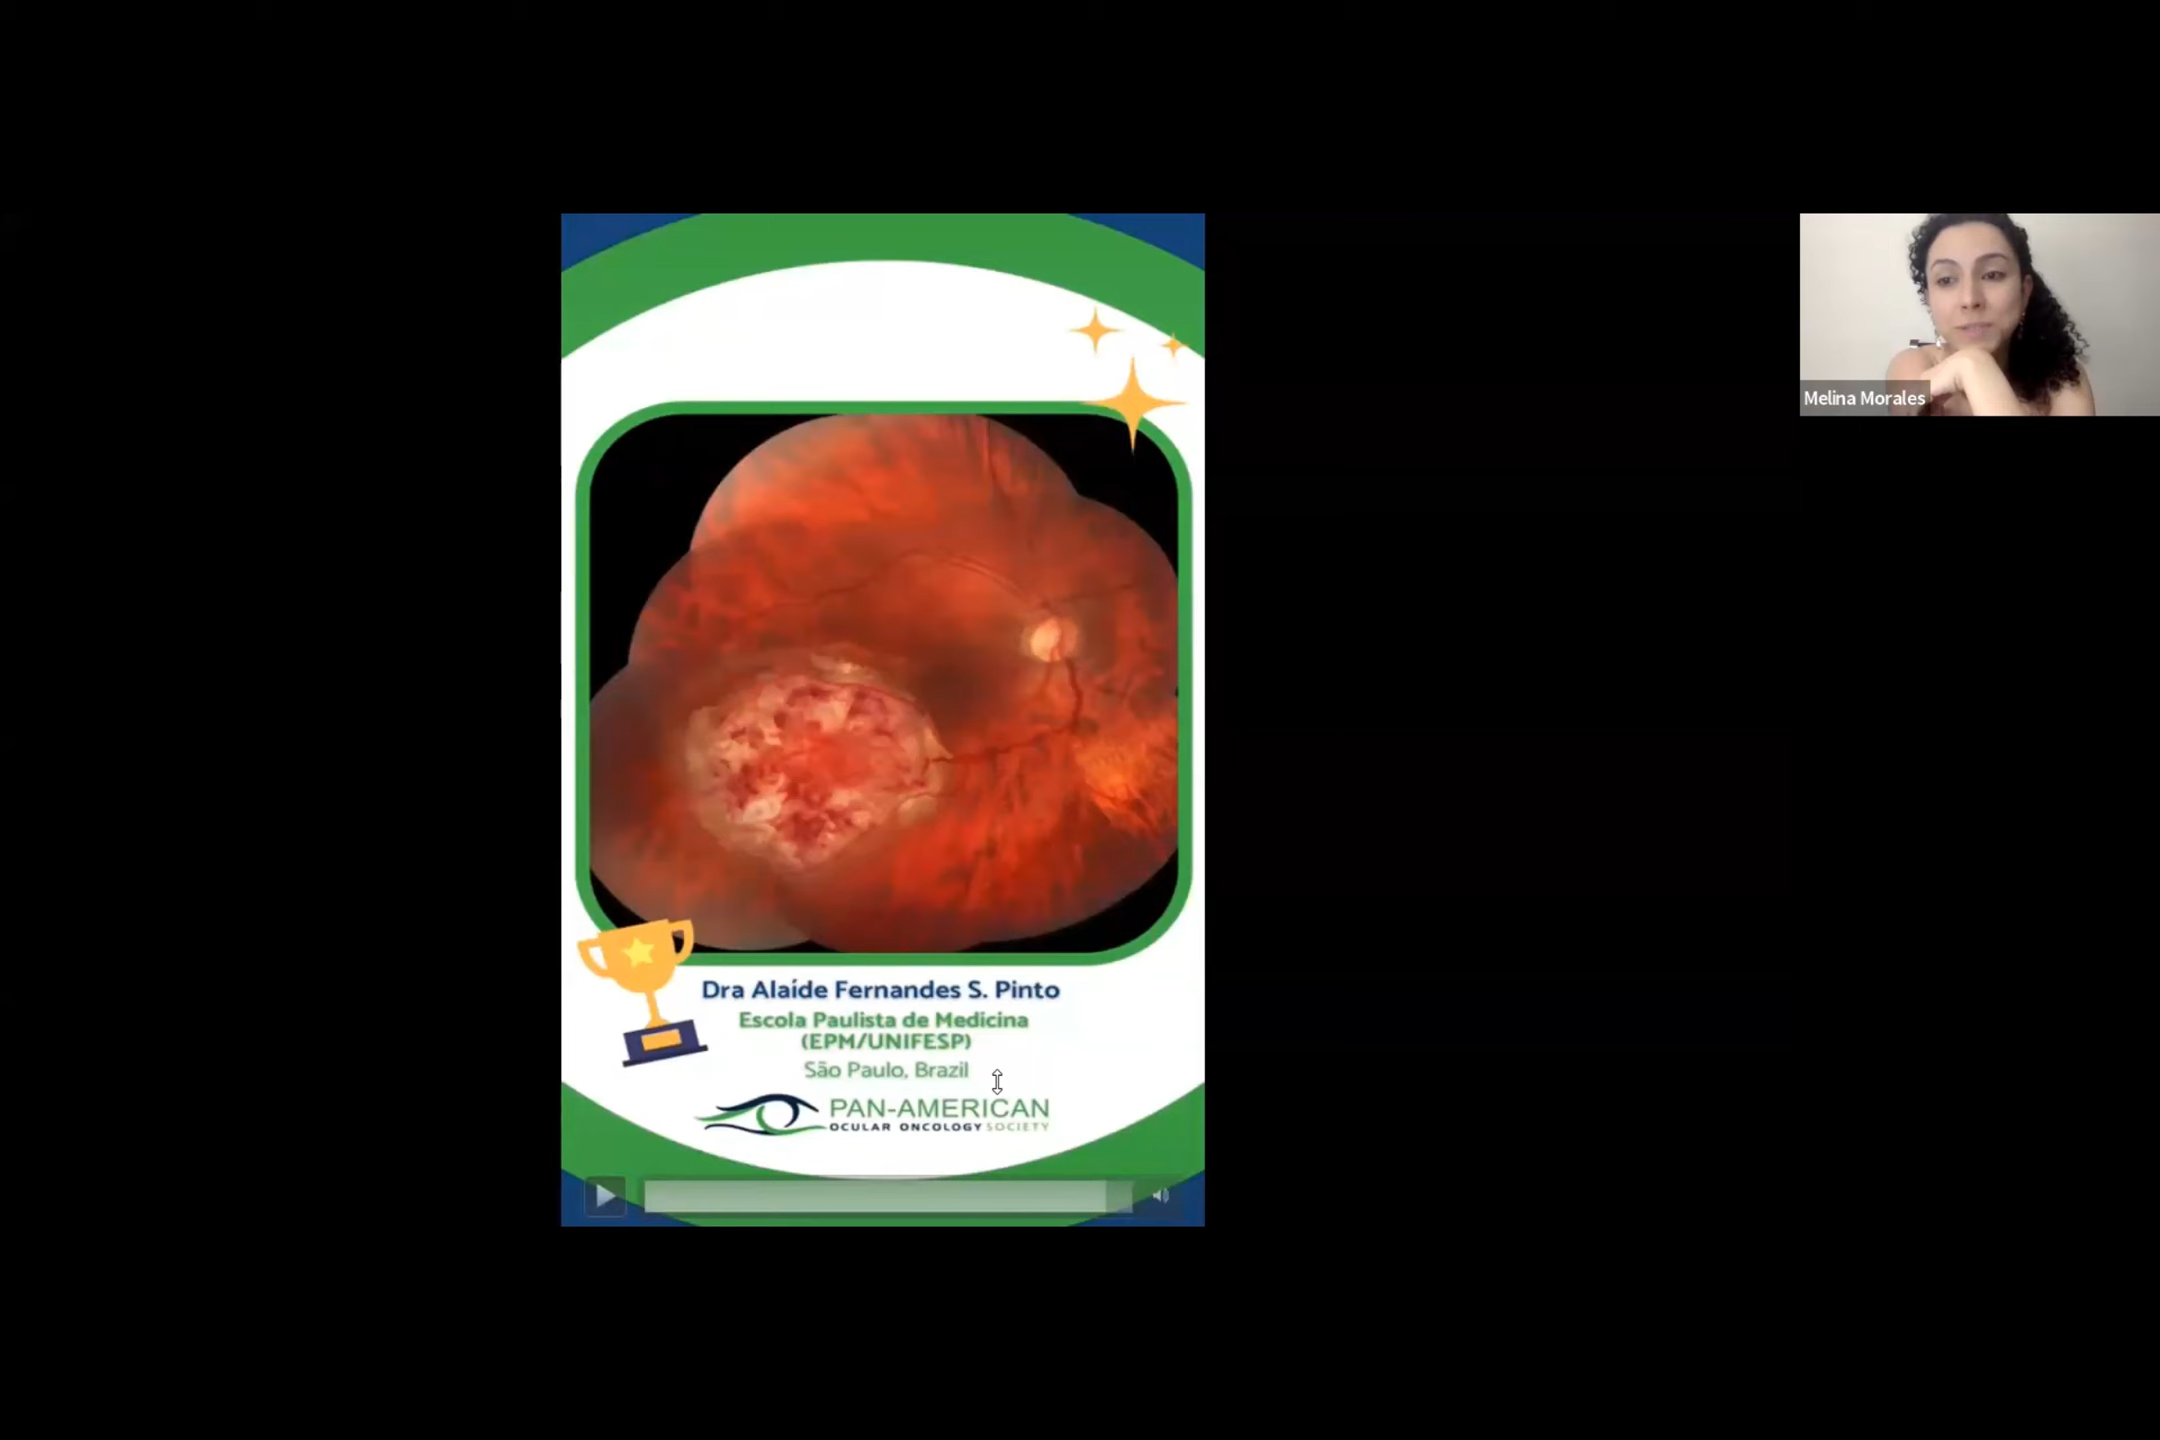 Melina Morales
Dra Alaíde Fernandes S. Pinto
Escola Paulista de Medicina
(EPM/UNIFESP)
São Paulo, Brazil
PAN-AMERICAN
OCULAR ONCOLOGY SOCIETY